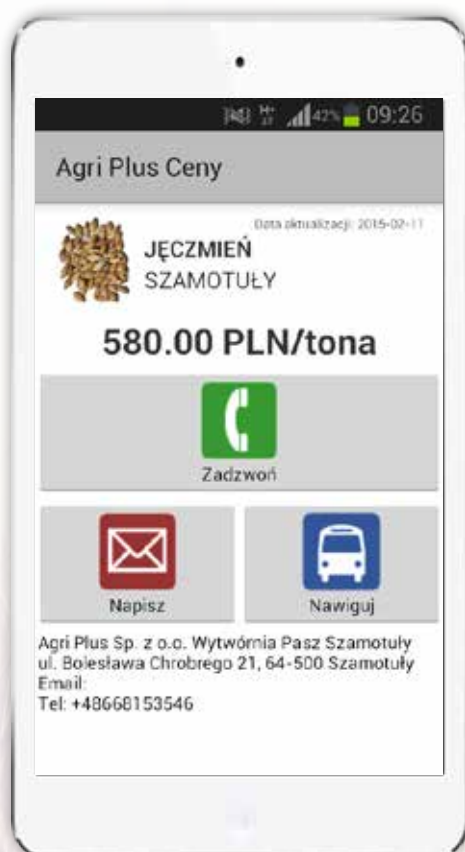 42% 09:26
Agri Plus Ceny
Data aktualizacji: 2015-02-11
JĘCZMIEŃ
SZAMOTUŁY
580.00 PLN/tona
Zadzwoń
Napisz
Nawiguj
Agri Plus Sp. z o.o. Wytwórnia Pasz Szamotuły
ul. Bolesława Chrobrego 21, 64-500 Szamotuły
Email:
Tel: +48668153546